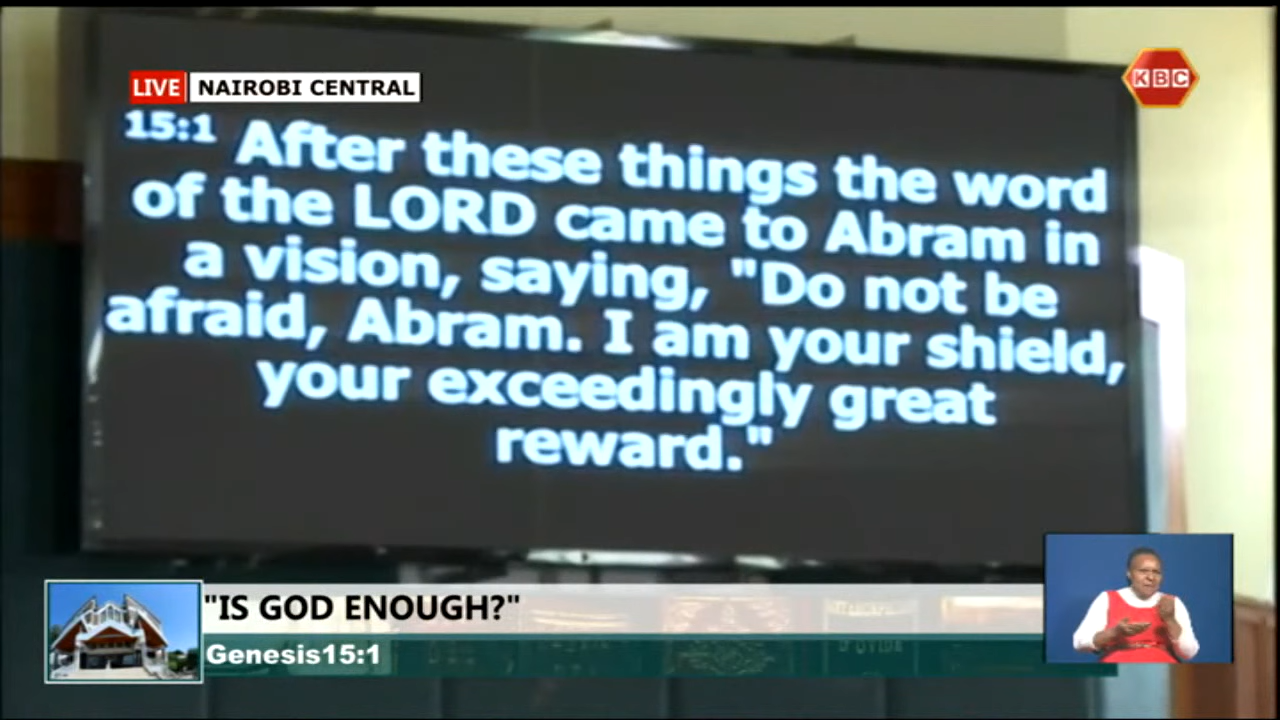 LIVE NAIROBI CENTRAL
KBC
15:1 After these things the word
of the LORD came to Abram in
a vision, saying, "Do not be
afraid, Abram. I am your shield,
your exceedingly great
reward."
"IS GOD ENOUGH?"
Genesis15:1